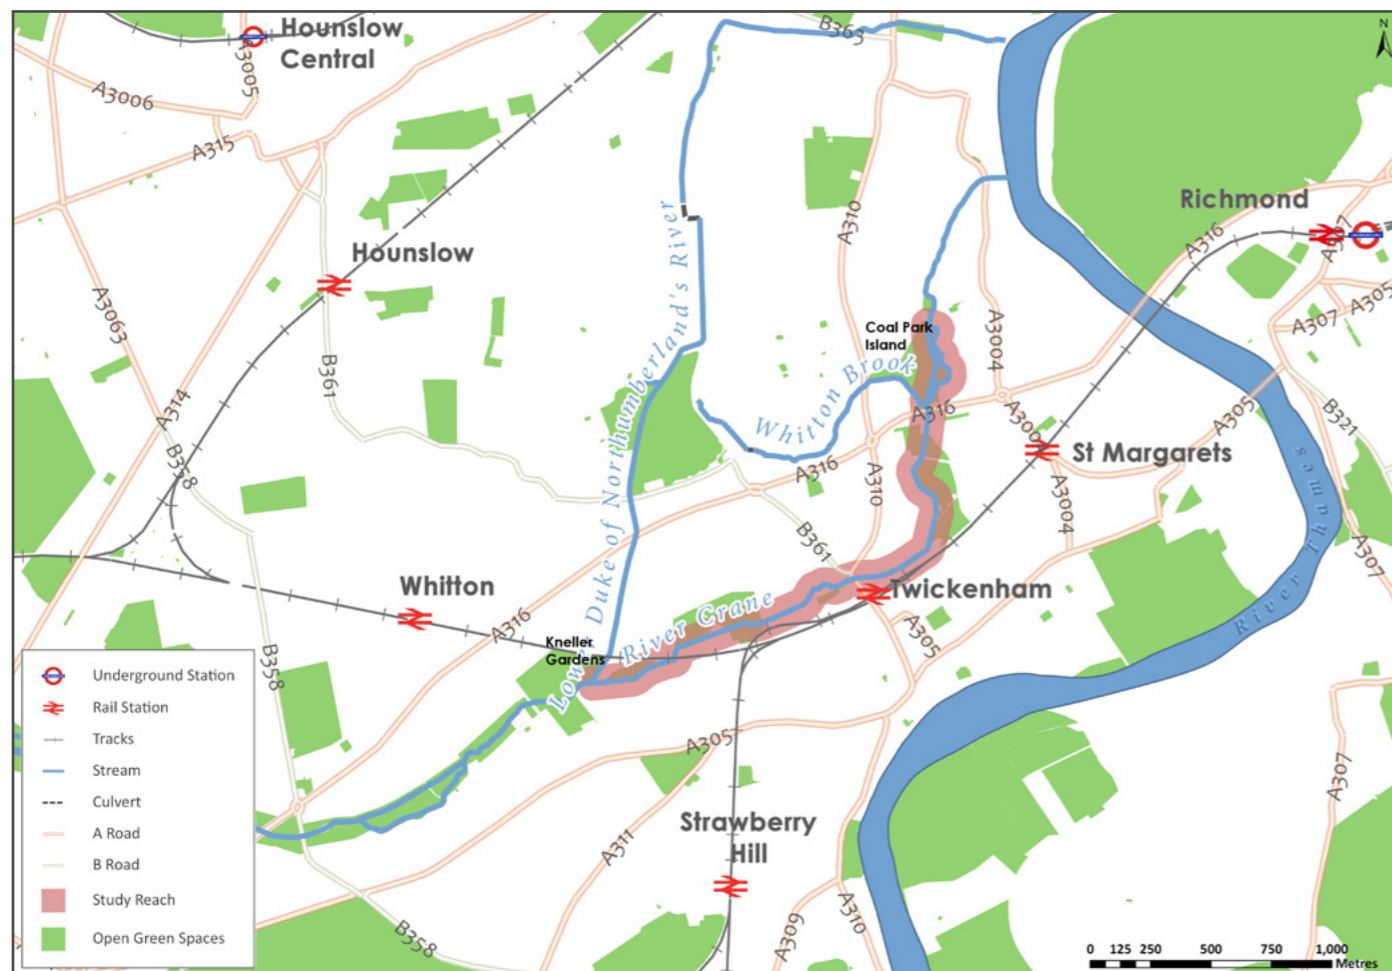 Hounslow
Central
B363
N
A3005
A3006
A315
A310
Richmond
A316
A307
Hounslow
A3063
A307
A305
Coal Park
Island
A3004
B361
Whitton Brook
A316
A314
A305
B321
St Margarets
B358
A316
A310
A3004
River Thames
B361
A307
Whitton
Twickenham
A316
Lower Duke of Northumberland's River
River Crane
Kneller
Gardens
A305
B358
A305
Strawberry
Hill
A311
A307
B358
A309
A310
Underground Station
Rail Station
Tracks
Stream
Culvert
A Road
B Road
Study Reach
Open Green Spaces
0 125 250 500 750 1,000
Metres